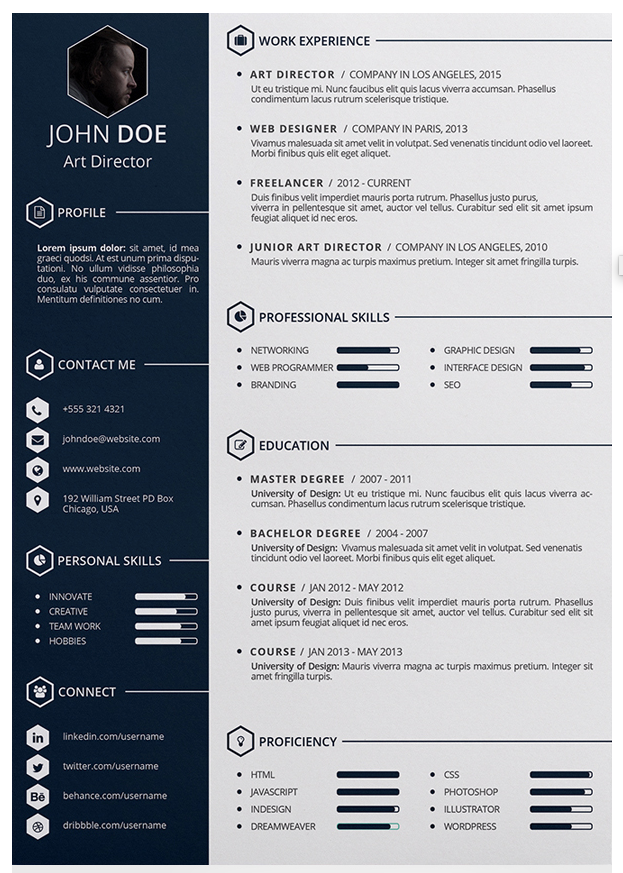 JOHN DOE
Art Director
PROFILE
Lorem ipsum dolor: sit amet, id mea
graeci quodsi. At est unum prima dispu-
tationi. No ullum vidisse philosophia
duo, ex his commune assentior. Pro
consulatu vulputate consectetuer in.
Mentitum definitiones no cum.
CONTACT ME
+555 321 4321
johndoe@website.com
www.website.com
192 William Street PD Box
Chicago, USA
PERSONAL SKILLS
INNOVATE
CREATIVE
TEAM WORK
HOBBIES
CONNECT
in linkedin.com/username
twitter.com/username
Bē behance.com/username
dribbble.com/username
WORK EXPERIENCE
ART DIRECTOR / COMPANY IN LOS ANGELES, 2015
Ut eu tristique mi. Nunc faucibus elit quis lacus viverra accumsan. Phasellus
condimentum lacus rutrum scelerisque tristique.
WEB DESIGNER / COMPANY IN PARIS, 2013
Vivamus malesuada sit amet velit in volutpat. Sed venenatis tincidunt odio vel laoreet.
Morbi finibus quis elit eget aliquet.
FREELANCER / 2012 - CURRENT
Duis finibus velit imperdiet mauris porta rutrum. Phasellus justo purus,
viverra in pellentesque sit amet, auctor vel tellus. Curabitur sed elit sit amet ipsum
feugiat aliquet id nec eros.
JUNIOR ART DIRECTOR / COMPANY IN LOS ANGELES, 2010
Mauris viverra magna ac turpis maximus pretium. Integer sit amet fringilla turpis.
PROFESSIONAL SKILLS
NETWORKING
WEB PROGRAMMER
BRANDING
GRAPHIC DESIGN
INTERFACE DESIGN
SEO
EDUCATION
MASTER DEGREE / 2007 - 2011
University of Design: Ut eu tristique mi. Nunc faucibus elit quis lacus viverra ac-
cumsan. Phasellus condimentum lacus rutrum scelerisque tristique.
BACHELOR DEGREE / 2004 - 2007
University of Design: Vivamus malesuada sit amet velit in volutpat. Sed venenatis
tincidunt odio vel laoreet. Morbi finibus quis elit eget aliquet.
COURSE / JAN 2012 - MAY 2012
University of Design: Duis finibus velit imperdiet mauris porta rutrum. Phasellus
justo purus, viverra in pellentesque sit amet, auctor vel tellus. Curabitur sed elit sit
amet ipsum feugiat aliquet id nec eros.
COURSE / JAN 2013 - MAY 2013
University of Design: Mauris viverra magna ac turpis maximus pretium. Integer sit
amet fringilla turpis.
PROFICIENCY
HTML
JAVASCRIPT
INDESIGN
DREAMWEAVER
CSS
PHOTOSHOP
ILLUSTRATOR
WORDPRESS